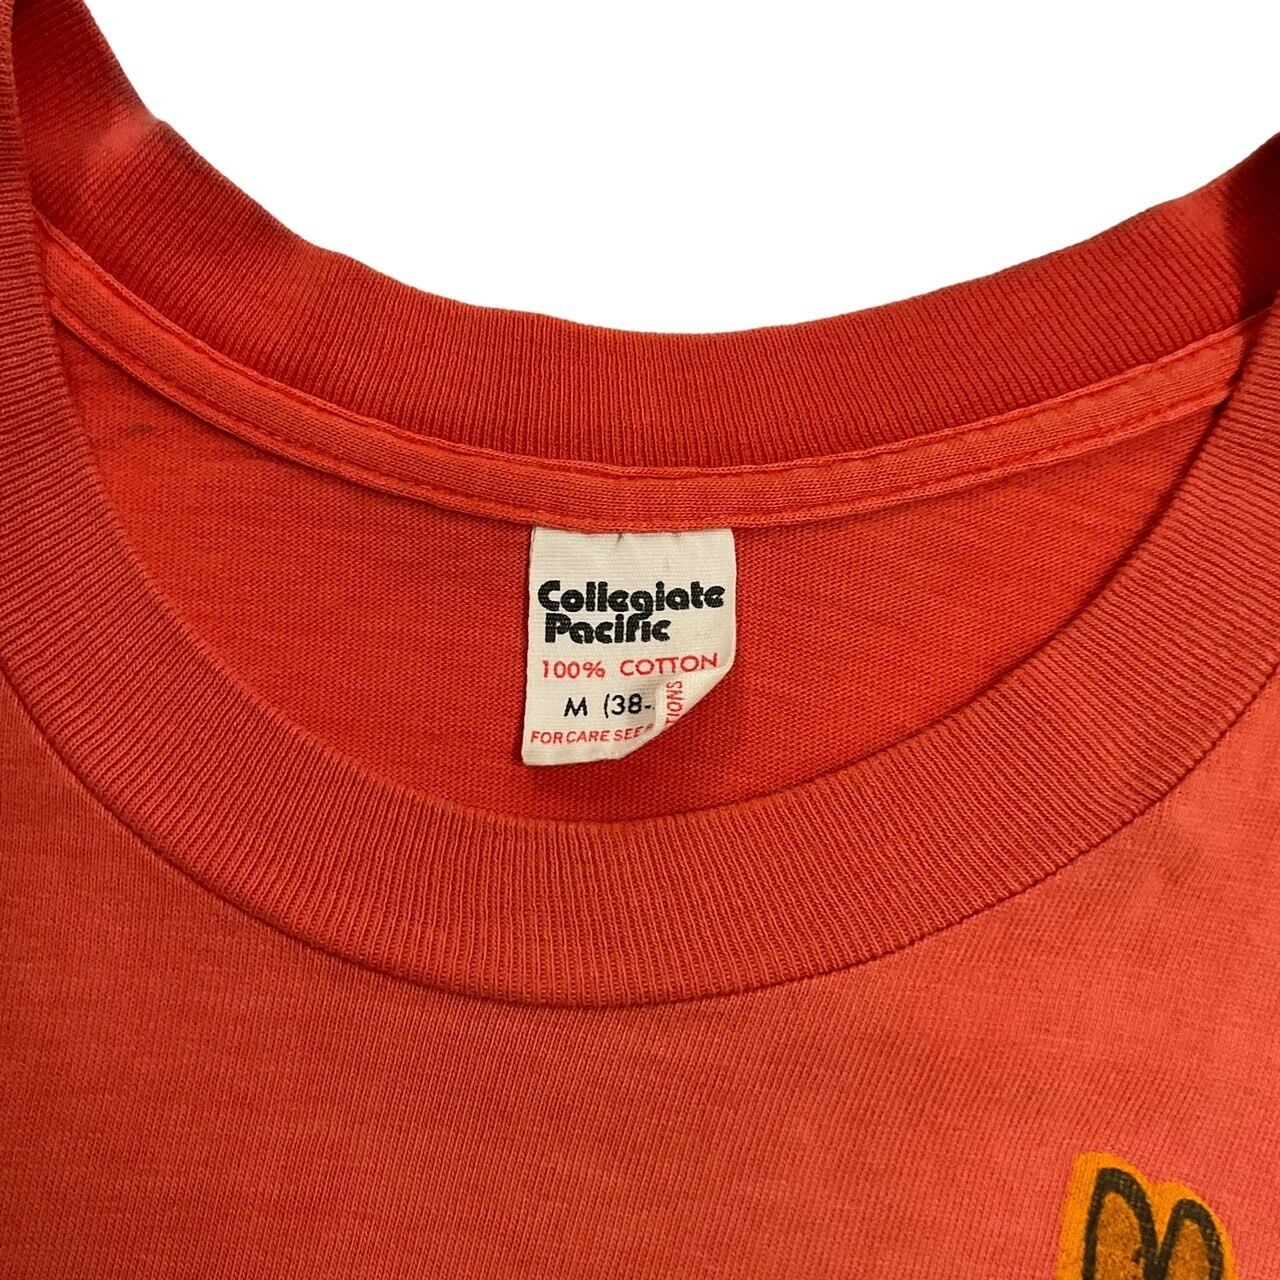 Collegiate
Pacific
100% COTTON
M (38-
FOR CARE SEE